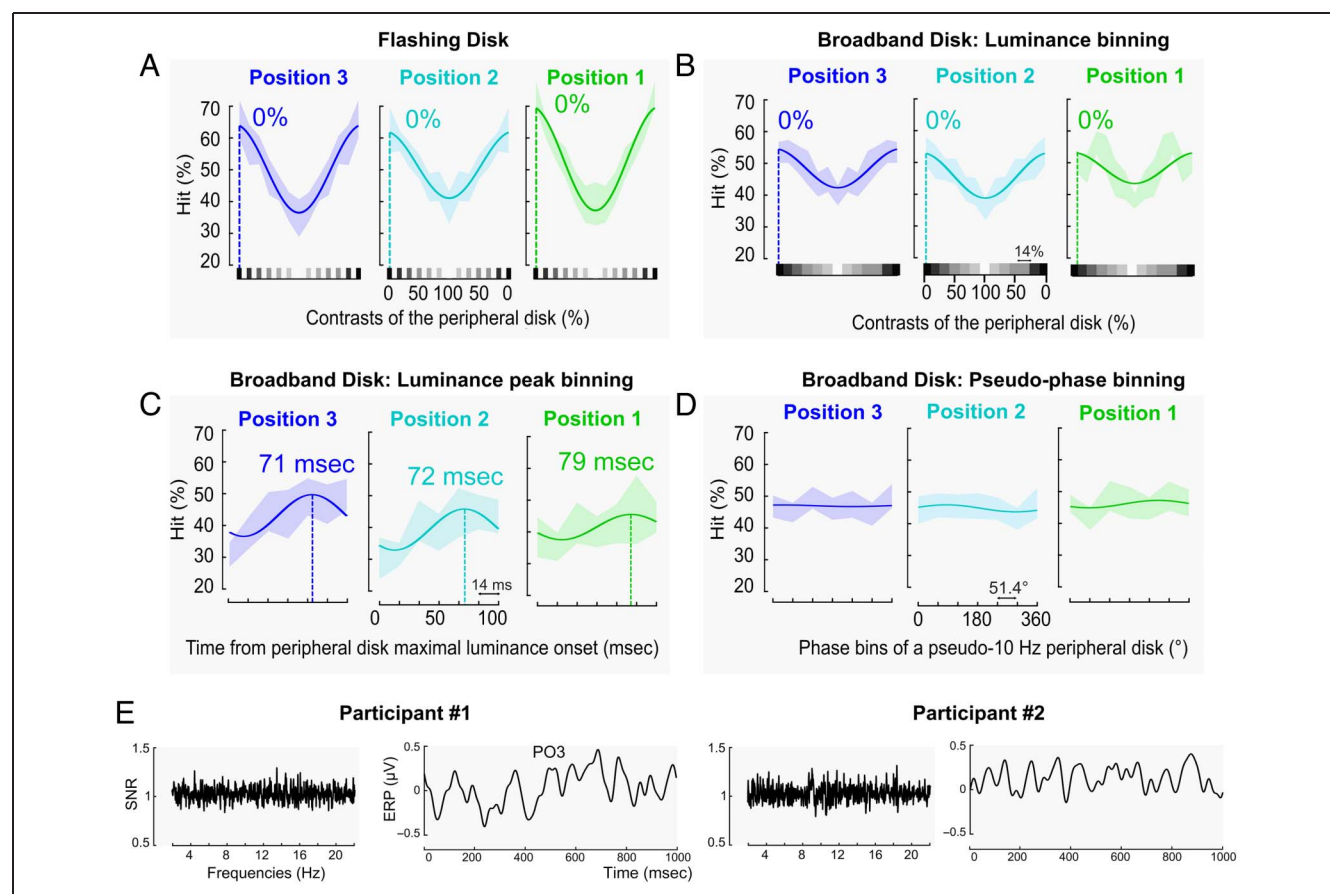 A
Flashing Disk
Position 3
Position 2
Position 1
0%
0%
0%
Hit (%)
70
60
50
40
30
20
0 50 100 50 0
Contrasts of the peripheral disk (%)
B
Broadband Disk: Luminance binning
Position 3
Position 2
Position 1
0%
0%
0%
Hit (%)
70
60
50
40
30
20
14%
0 50 100 50 0
Contrasts of the peripheral disk (%)
C
Broadband Disk: Luminance peak binning
Position 3
Position 2
Position 1
71 msec
72 msec
79 msec
Hit (%)
70
60
50
40
30
20
14 ms
0 50 100
Time from peripheral disk maximal luminance onset (msec)
D
Broadband Disk: Pseudo-phase binning
Position 3
Position 2
Position 1
Hit (%)
70
60
50
40
30
20
51.4°
0 180 360
Phase bins of a pseudo-10 Hz peripheral disk (°)
E
Participant #1
SNR
1.5
1
0.5
4 8 12 16 20
Frequencies (Hz)
ERP (µV)
0.5
0
−0.5
PO3
0 200 400 600 800 1000
Time (msec)
Participant #2
1.5
1
0.5
4 8 12 16 20
0.5
0
−0.5
0 200 400 600 800 1000